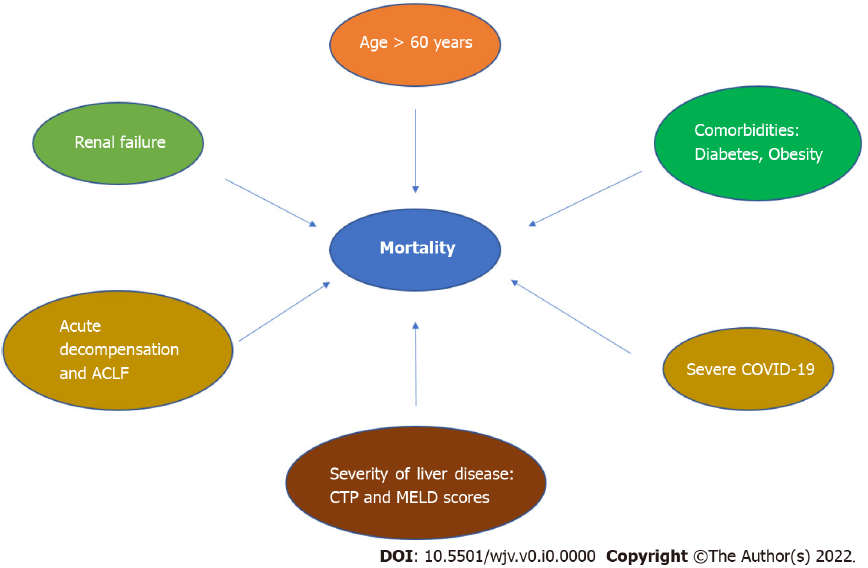 Age > 60 years
Renal failure
Comorbidities:
Diabetes, Obesity
Mortality
Acute
decompensation
and ACLF
Severe COVID-19
Severity of liver disease:
CTP and MELD scores
DOI: 10.5501/wjv.v0.i0.0000 Copyright ©The Author(s) 2022.